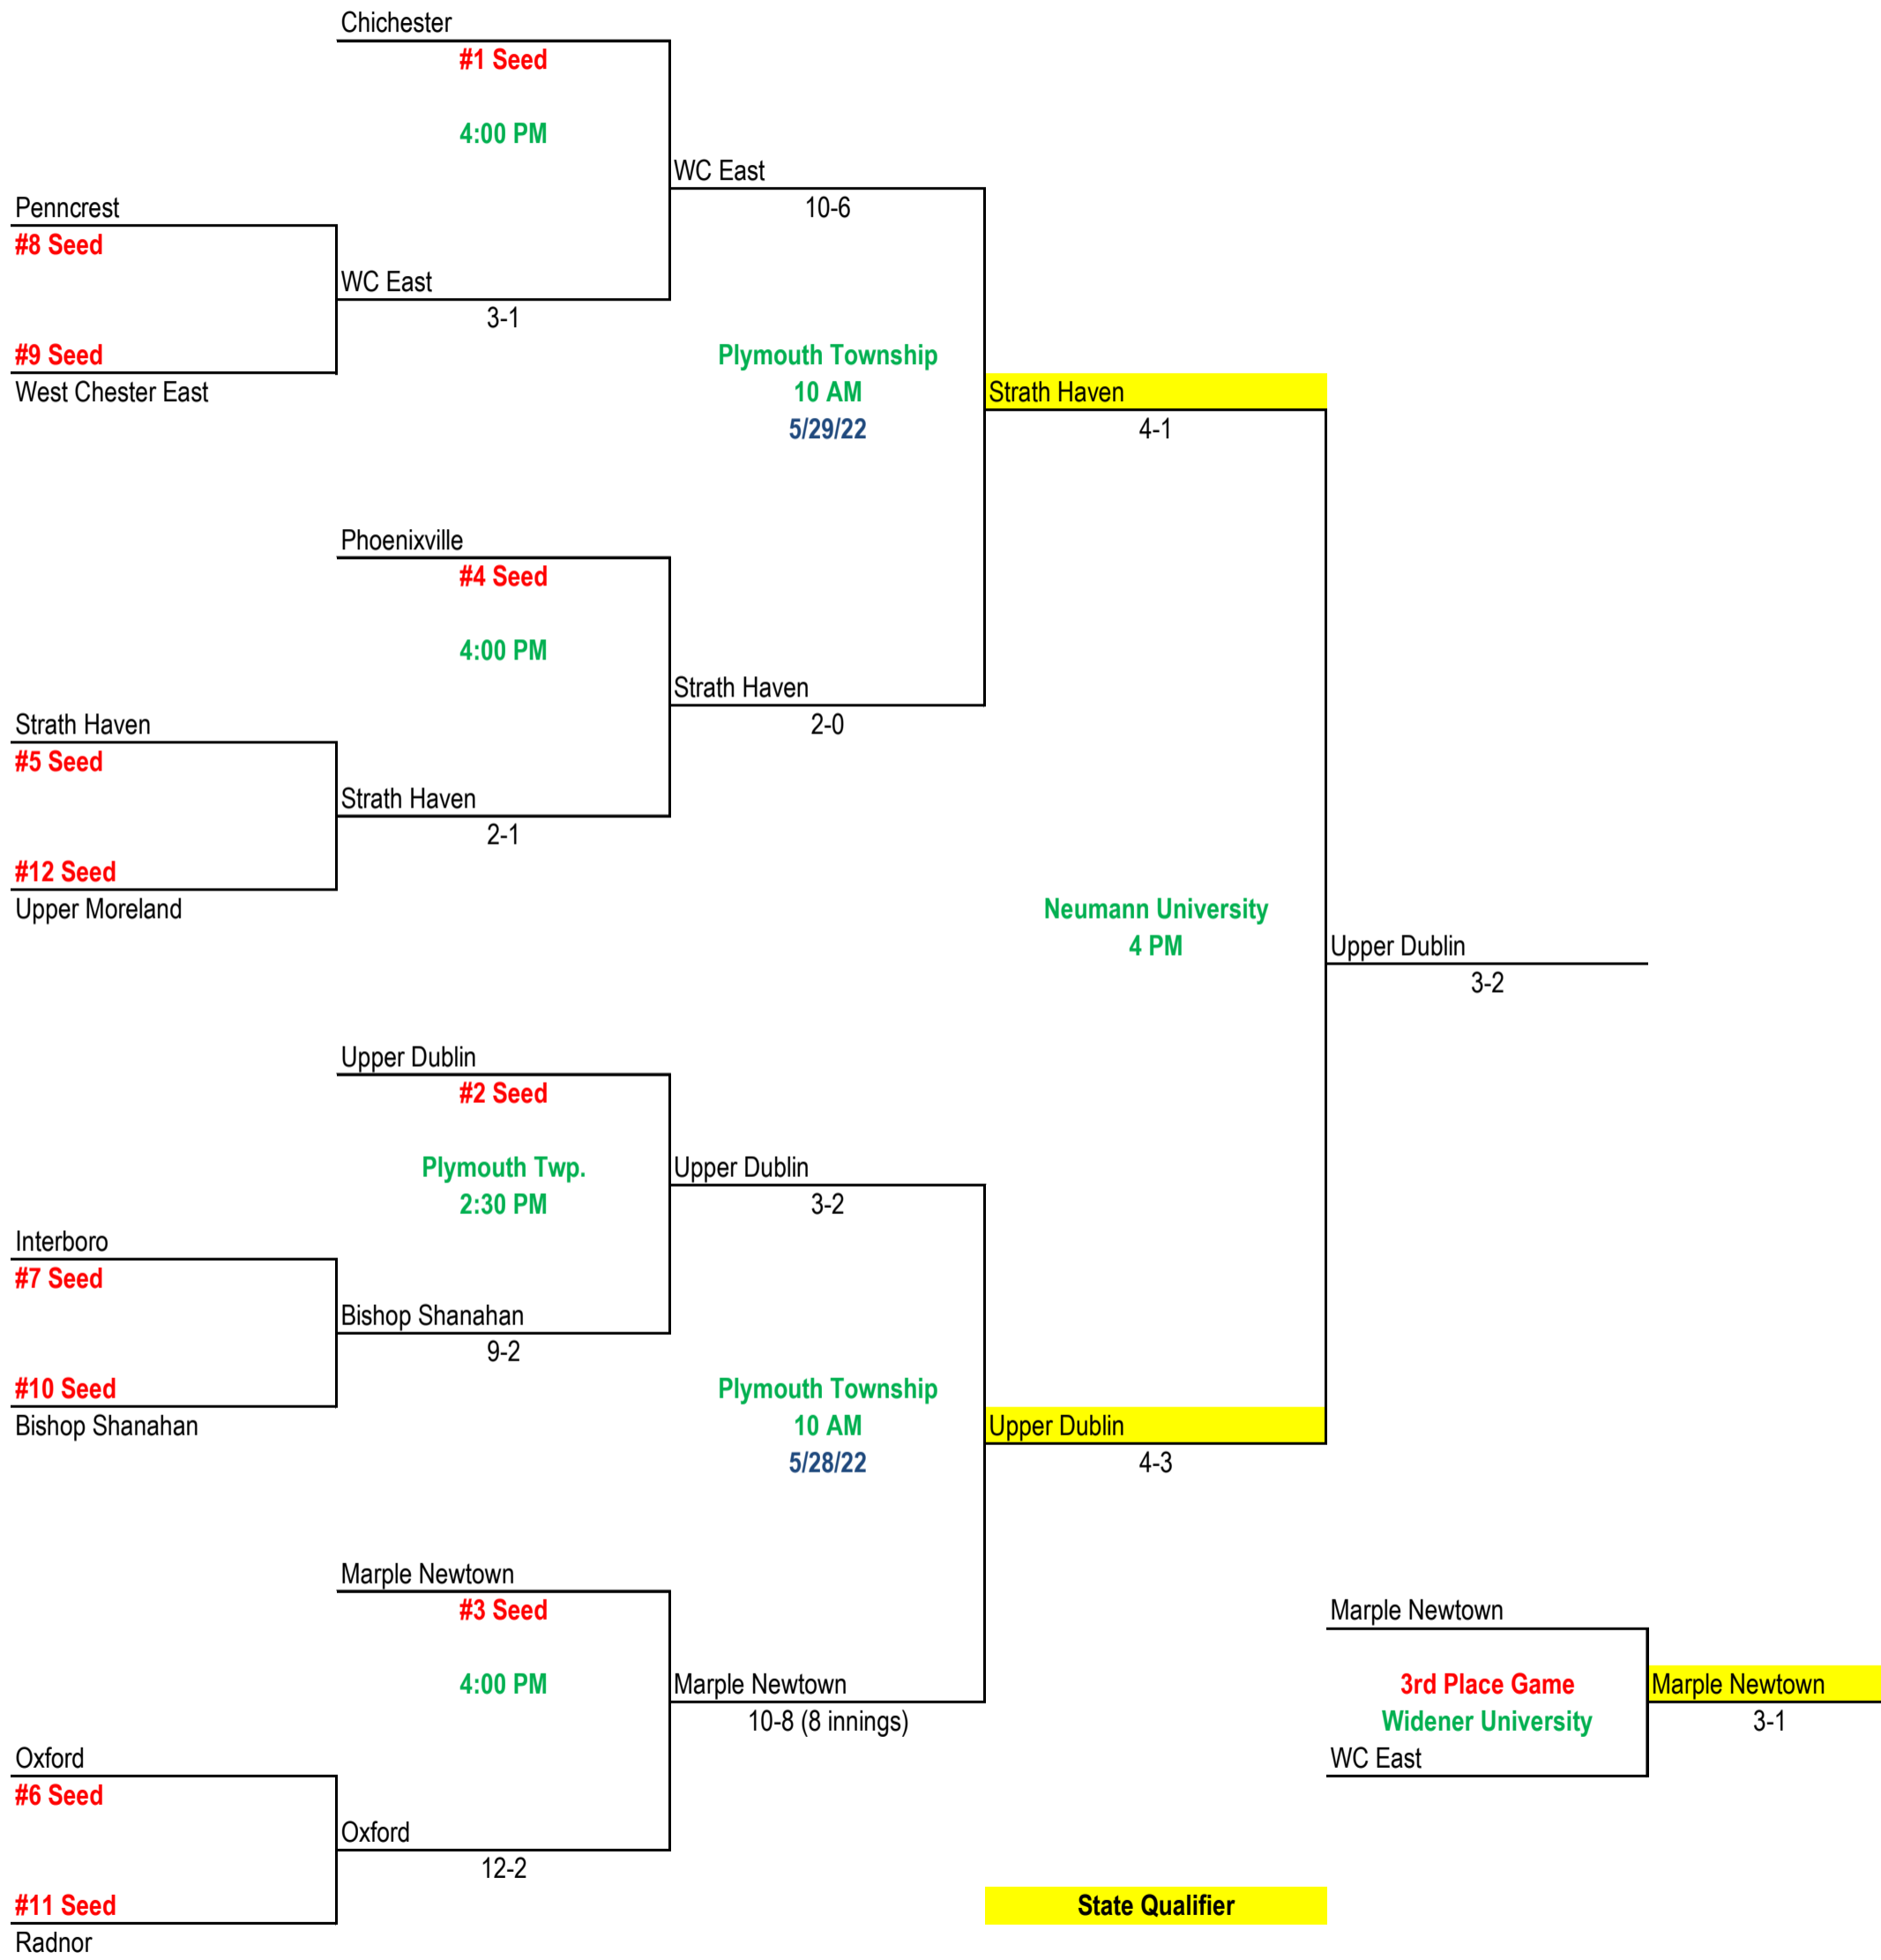 Chichester
#1 Seed
4:00 PM
WC East
10-6
Penncrest
#8 Seed
WC East
3-1
#9 Seed
West Chester East
Plymouth Township
10 AM
5/29/22
Strath Haven
4-1
Phoenixville
#4 Seed
4:00 PM
Strath Haven
2-0
Strath Haven
#5 Seed
Strath Haven
2-1
#12 Seed
Upper Moreland
Neumann University
4 PM
Upper Dublin
3-2
Upper Dublin
#2 Seed
Plymouth Twp.
2:30 PM
Upper Dublin
3-2
Interboro
#7 Seed
Bishop Shanahan
9-2
#10 Seed
Bishop Shanahan
Plymouth Township
10 AM
5/28/22
Upper Dublin
4-3
Marple Newtown
#3 Seed
4:00 PM
Marple Newtown
10-8 (8 innings)
Oxford
#6 Seed
Oxford
12-2
#11 Seed
Radnor
Marple Newtown
3rd Place Game
Widener University
WC East
Marple Newtown
3-1
State Qualifier